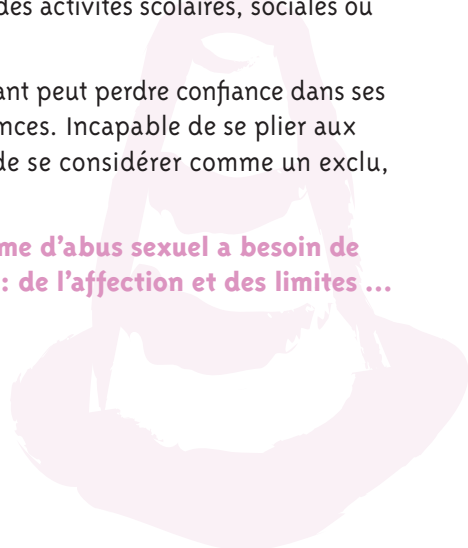 des activités scolaires, sociales ou
ant peut perdre confiance dans ses
nces. Incapable de se plier aux
de se considérer comme un exclu,
me d'abus sexuel a besoin de
: de l'affection et des limites ...